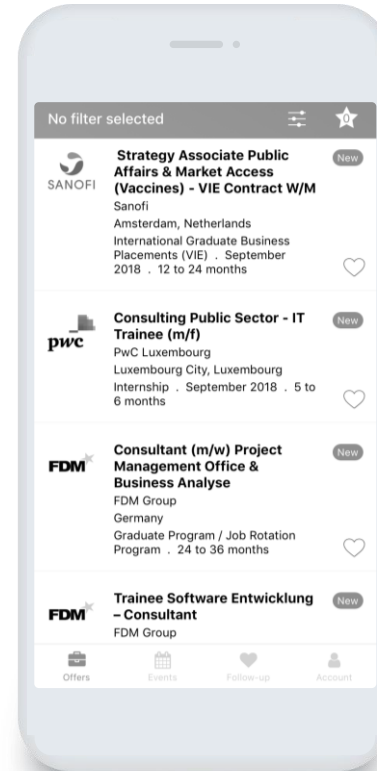 No filter selected
0
Strategy Associate Public
Affairs & Market Access
(Vaccines) - VIE Contract W/M
New
SANOFI
Sanofi
Amsterdam, Netherlands
International Graduate Business
Placements (VIE) . September
2018 . 12 to 24 months
Consulting Public Sector - IT
Trainee (m/f)
New
pwc
PwC Luxembourg
Luxembourg City, Luxembourg
Internship . September 2018 . 5 to
6 months
Consultant (m/w) Project
Management Office &
Business Analyse
New
FDM
FDM Group
Germany
Graduate Program / Job Rotation
Program . 24 to 36 months
Trainee Software Entwicklung
– Consultant
New
FDM
FDM Group
Offers Events Follow-up Account